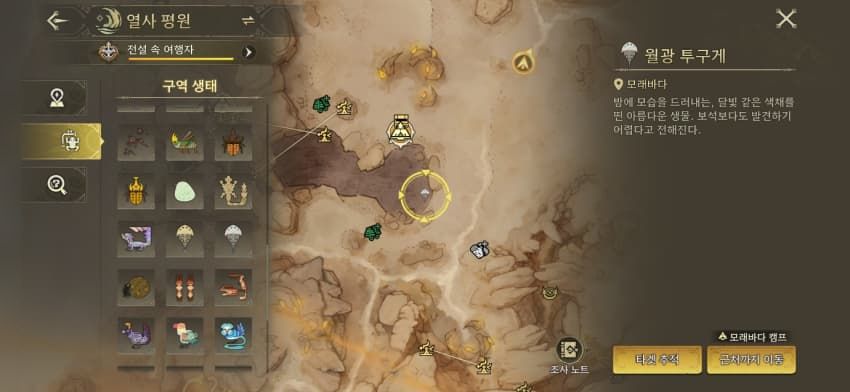 열사 평원
전설 속 여행자
구역 생태
월광 투구게
모래바다
밤에 모습을 드러내는, 달빛 같은 색채를
띤 아름다운 생물. 보석보다도 발견하기
어렵다고 전해진다.
조사 노트
모래바다 캠프
타겟 추적
근처까지 이동